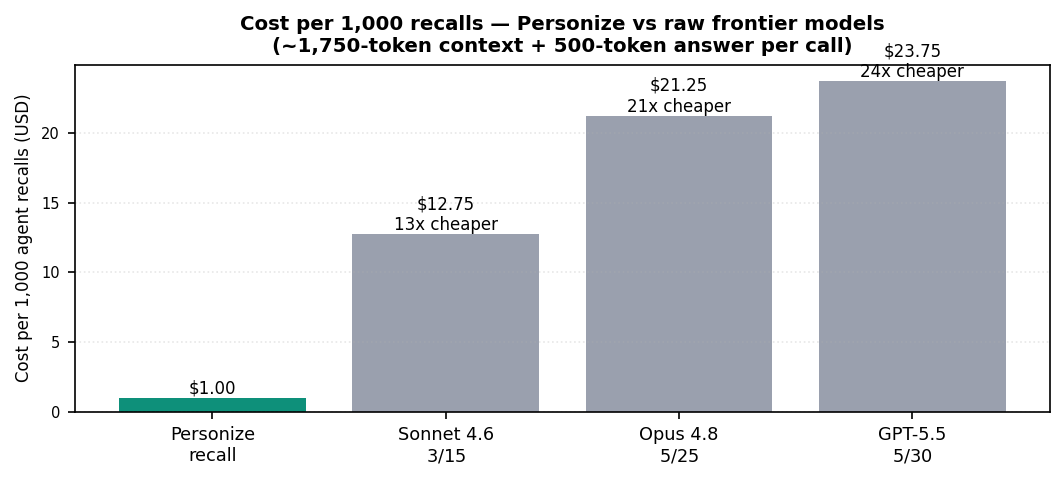 Cost per 1,000 recalls — Personize vs raw frontier models
(~1,750-token context + 500-token answer per call)
Cost per 1,000 agent recalls (USD)
20
15
10
5
0
$1.00
$12.75
13x cheaper
$21.25
21x cheaper
$23.75
24x cheaper
Personize
recall
Sonnet 4.6
3/15
Opus 4.8
5/25
GPT-5.5
5/30